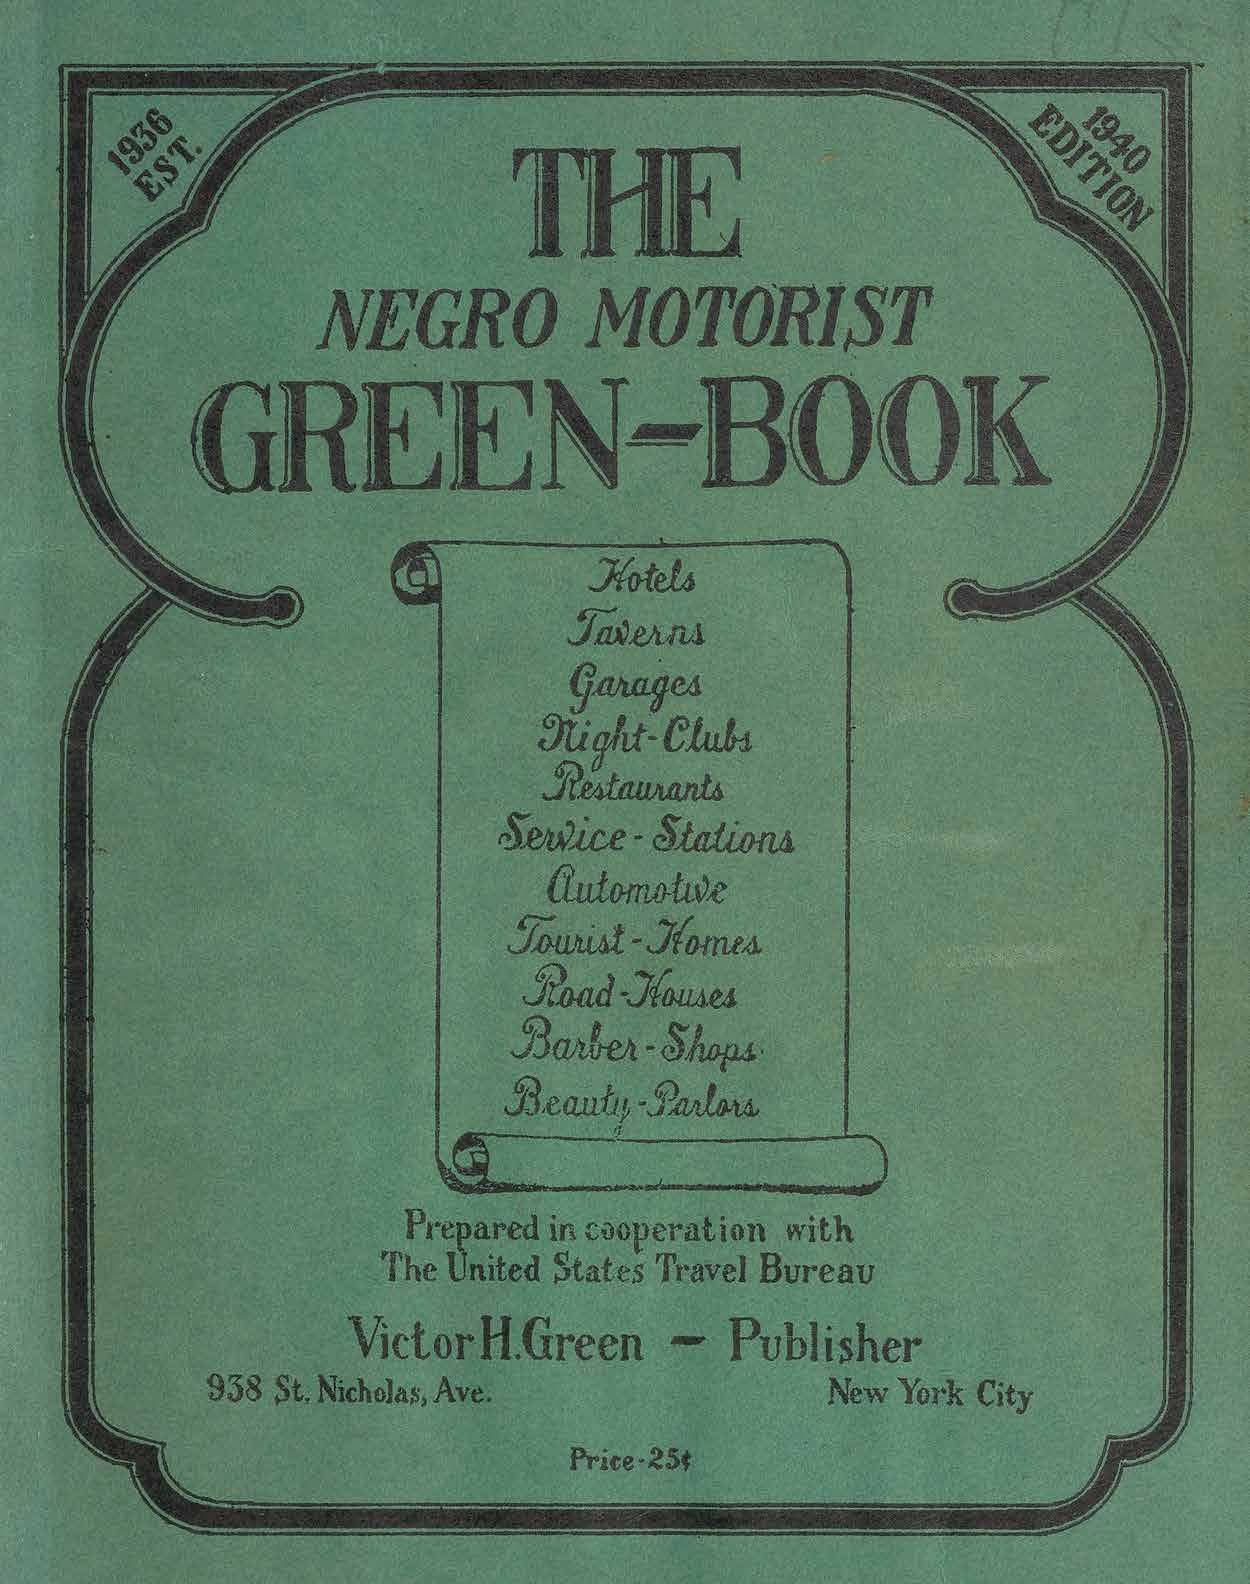 1936
EST.
1940
EDITION
THE
NEGRO MOTORIST
GREEN-BOOK
Hotels
Taverns
Garages
Night-Clubs
Restaurants
Service-Stations
Automotive
Tourist-Homes
Road-Houses
Barber-Shops
Beauty-Parlors
Prepared in cooperation with
The United States Travel Bureau
Victor H. Green - Publisher
938 St. Nicholas, Ave. New York City
Price-25¢